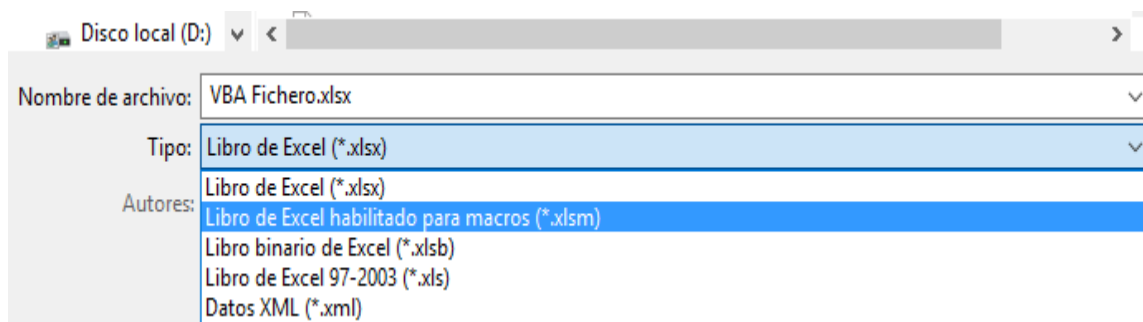 Disco local (D:)
Nombre de archivo: VBA Fichero.xlsx
Tipo: Libro de Excel (*.xlsx)
Autores:
Libro de Excel (*.xlsx)
Libro de Excel habilitado para macros (*.xlsm)
Libro binario de Excel (*.xlsb)
Libro de Excel 97-2003 (*.xls)
Datos XML (*.xml)